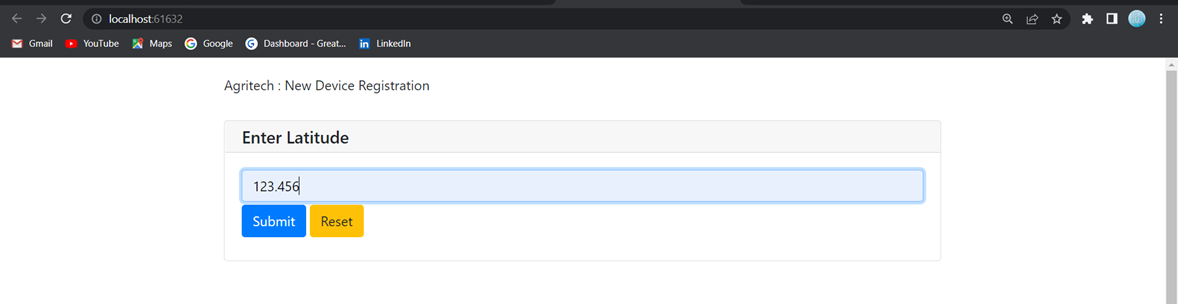 localhost:61632
Gmail YouTube Maps Google Dashboard - Great... LinkedIn
Agritech : New Device Registration
Enter Latitude
123.456
Submit Reset